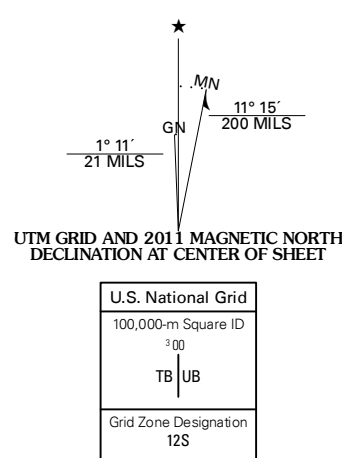 ★
MN
GN
11° 15´
200 MILS
1° 11´
21 MILS
UTM GRID AND 2011 MAGNETIC NORTH
DECLINATION AT CENTER OF SHEET
U.S. National Grid
100,000-m Square ID
³00
TB UB
Grid Zone Designation
12S